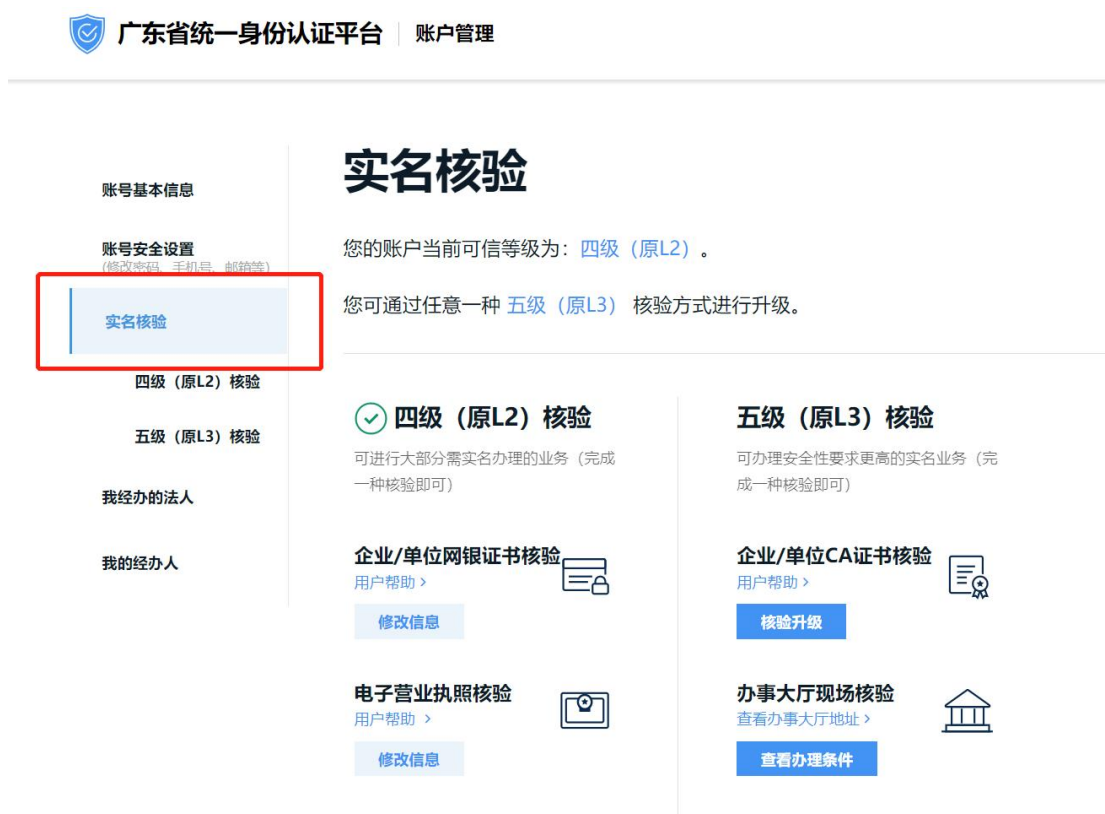 广东省统一身份认证平台 账户管理
账号基本信息
账号安全设置
(修改密码、手机号、邮箱等)
实名核验
四级（原L2）核验
五级（原L3）核验
我经办的法人
我的经办人
实名核验
您的账户当前可信等级为：四级（原L2）。
您可通过任意一种 五级（原L3） 核验方式进行升级。
四级（原L2）核验
可进行大部分需实名办理的业务（完成
一种核验即可）
企业/单位网银证书核验
用户帮助 >
修改信息
电子营业执照核验
用户帮助 >
修改信息
五级（原L3）核验
可办理安全性要求更高的实名业务（完
成一种核验即可）
企业/单位CA证书核验
用户帮助 >
核验升级
办事大厅现场核验
查看办事大厅地址 >
查看办理条件